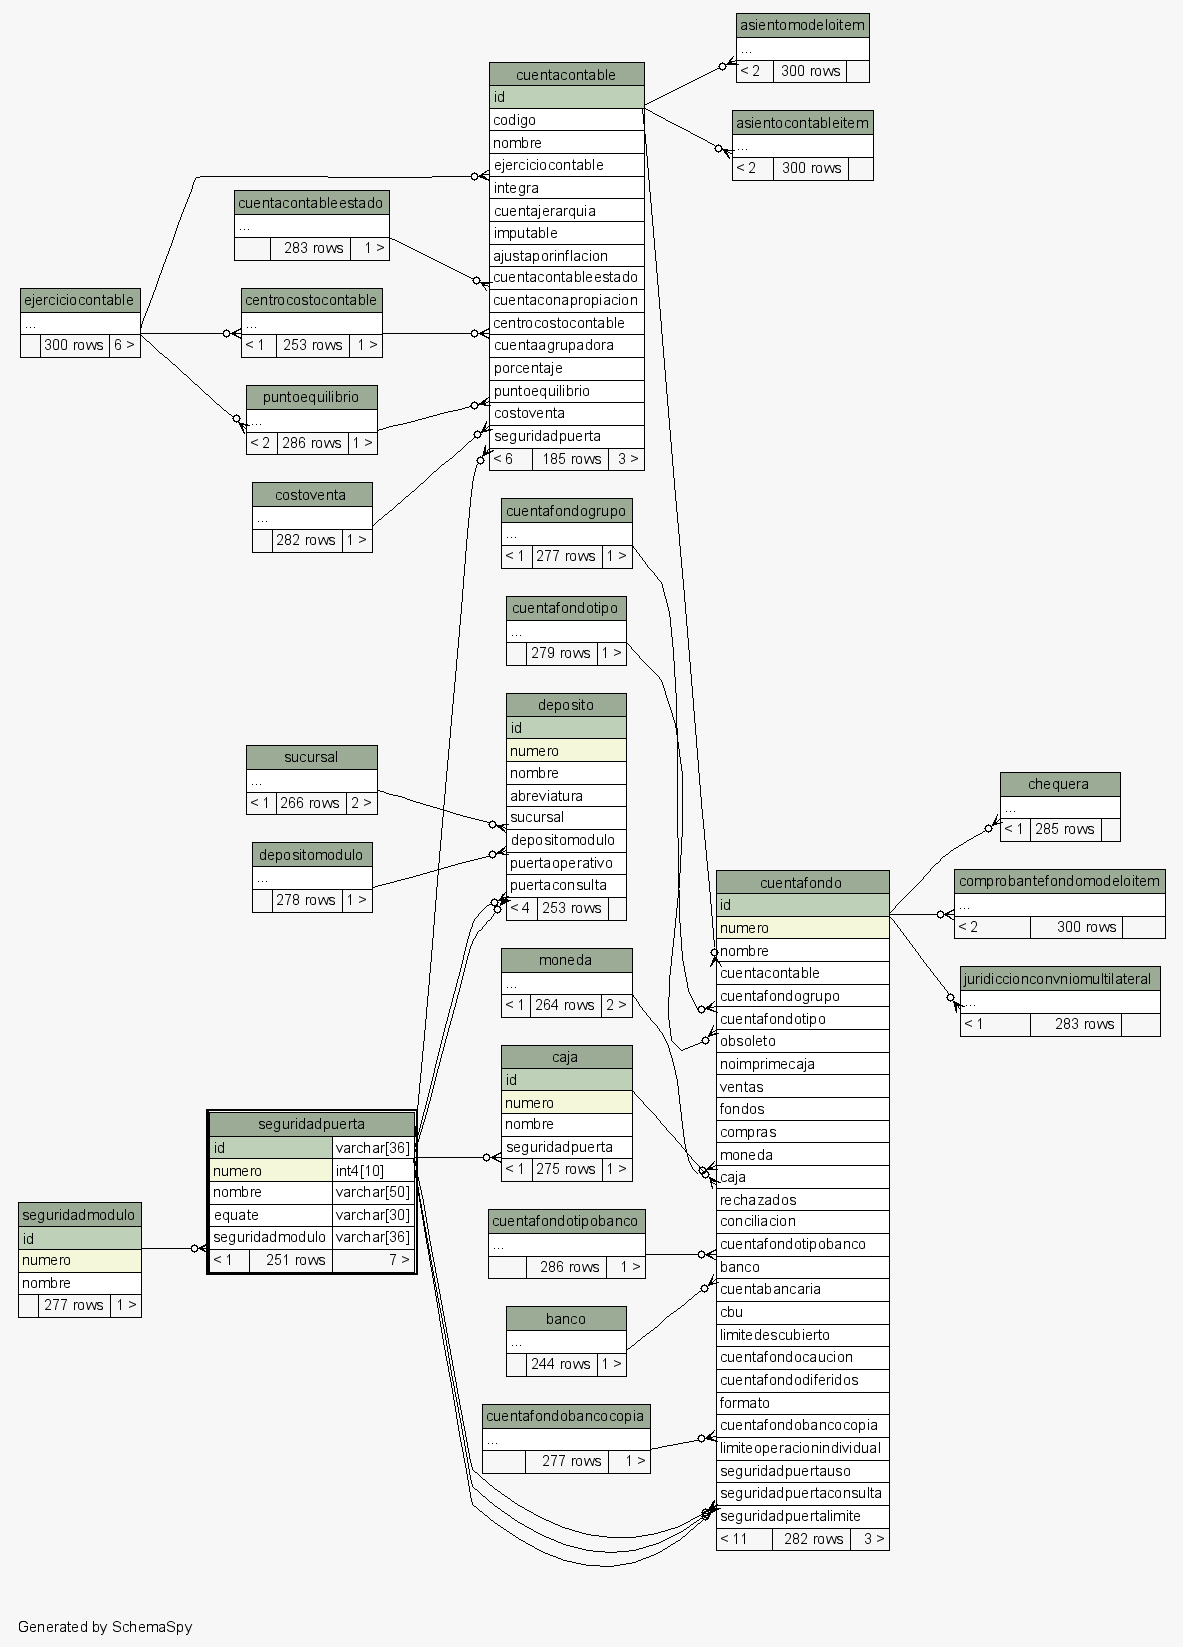 asientomodeloitem
...
< 2 300 rows
cuentacontable
id
codigo
nombre
ejerciciocontable
integra
cuentajerarquia
imputable
ajustaporinflacion
cuentacontableestado
cuentaconapropiacion
centrocostocontable
cuentaagrupadora
porcentaje
puntoequilibrio
costoventa
seguridadpuerta
< 6 185 rows 3 >
asientocontableitem
...
< 2 300 rows
cuentacontableestado
...
283 rows 1 >
ejerciciocontable
...
300 rows 6 >
centrocostocontable
...
< 1 253 rows 1 >
puntoequilibrio
...
< 2 286 rows 1 >
costoventa
...
282 rows 1 >
cuentafondogrupo
...
< 1 277 rows 1 >
cuentafondotipo
...
279 rows 1 >
deposito
id
numero
nombre
abreviatura
sucursal
depositomodulo
puertaoperativo
puertaconsulta
< 4 253 rows
sucursal
...
< 1 266 rows 2 >
depositomodulo
...
278 rows 1 >
chequera
...
< 1 285 rows
cuentafondo
id
numero
nombre
cuentacontable
cuentafondogrupo
cuentafondotipo
obsoleto
noimprimecaja
ventas
fondos
compras
moneda
caja
rechazados
conciliacion
cuentafondotipobanco
banco
cuentabancaria
cbu
limitedescubierto
cuentafondocaucion
cuentafondodiferidos
formato
cuentafondobancocopia
limiteoperacionindividual
seguridadpuertauso
seguridadpuertaconsulta
seguridadpuertalimite
< 11 282 rows 3 >
comprobantefondomodeloitem
...
< 2 300 rows
juridiccionconvniomultilateral
...
< 1 283 rows
moneda
...
< 1 264 rows 2 >
caja
id
numero
nombre
seguridadpuerta
< 1 275 rows 1 >
seguridadpuerta
id varchar[36]
numero int4[10]
nombre varchar[50]
equate varchar[30]
seguridadmodulo varchar[36]
< 1 251 rows 7 >
seguridadmodulo
id
numero
nombre
277 rows 1 >
cuentafondotipobanco
...
286 rows 1 >
banco
...
244 rows 1 >
cuentafondobancocopia
...
277 rows 1 >
Generated by SchemaSpy